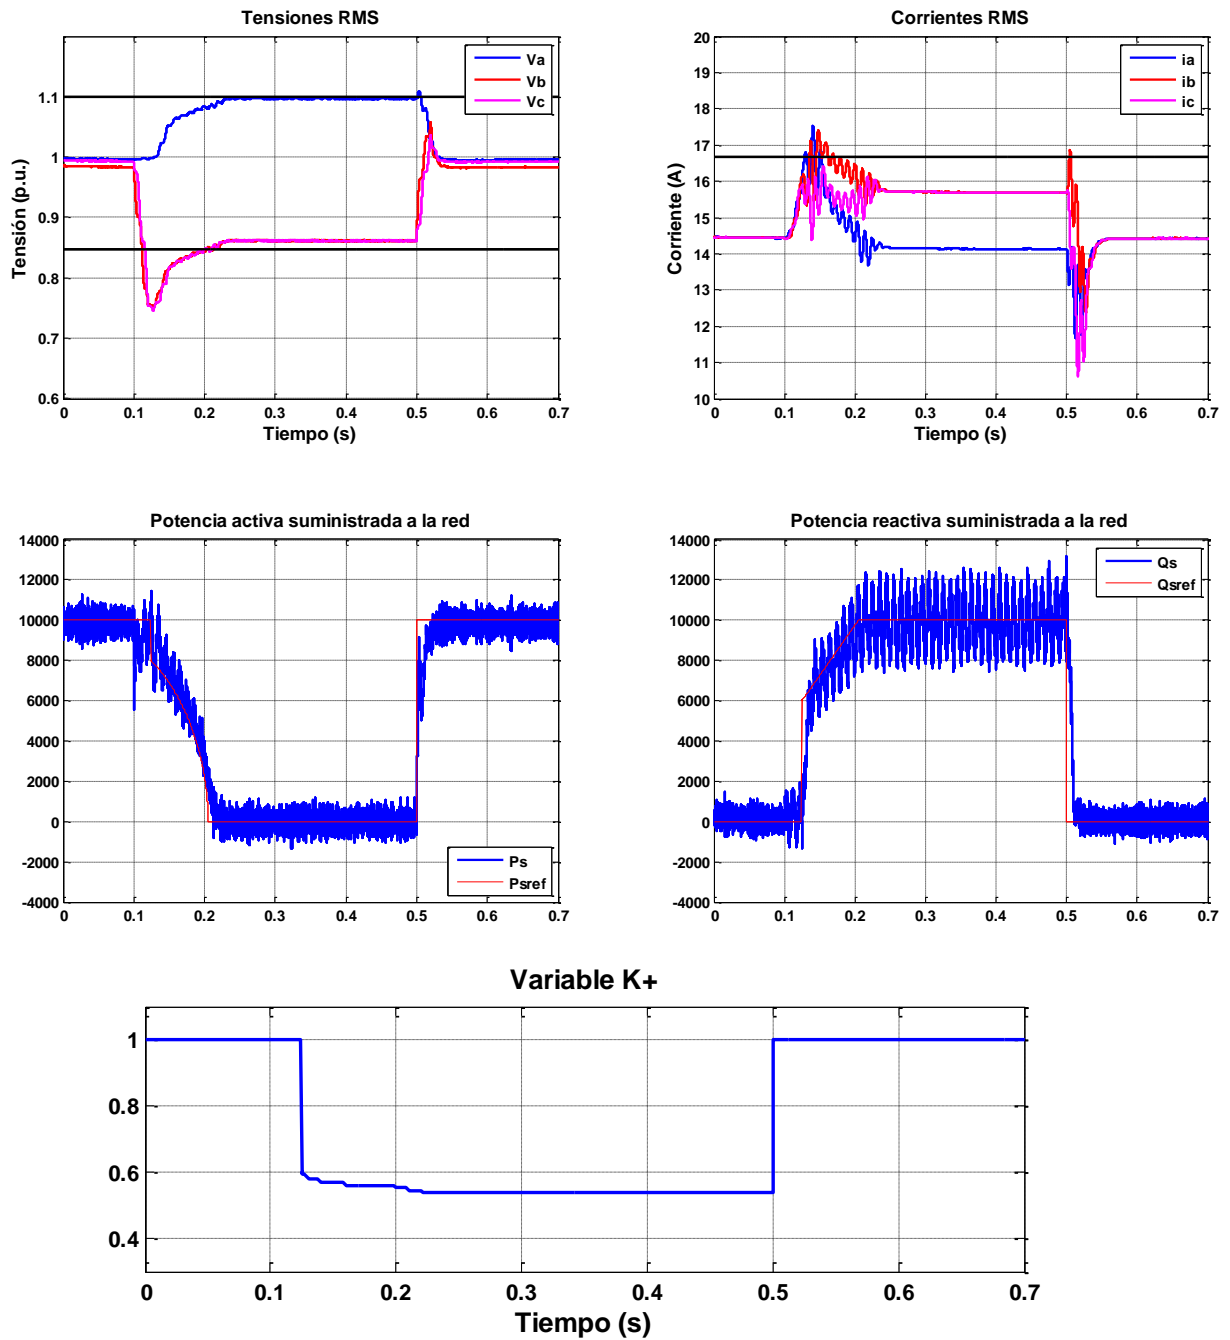 Tensiones RMS
Corrientes RMS
1.1
1
0.9
0.8
0.7
0.6
Tensión (p.u.)
Va
Vb
Vc
0 0.1 0.2 0.3 0.4 0.5 0.6 0.7
Tiempo (s)
20
19
18
17
16
15
14
13
12
11
10
Corriente (A)
ia
ib
ic
0 0.1 0.2 0.3 0.4 0.5 0.6 0.7
Tiempo (s)
Potencia activa suministrada a la red
14000
12000
10000
8000
6000
4000
2000
0
-2000
-4000
Ps
Psref
0 0.1 0.2 0.3 0.4 0.5 0.6 0.7
Potencia reactiva suministrada a la red
14000
12000
10000
8000
6000
4000
2000
0
-2000
-4000
Qs
Qsref
0 0.1 0.2 0.3 0.4 0.5 0.6 0.7
Variable K+
1
0.8
0.6
0.4
0 0.1 0.2 0.3 0.4 0.5 0.6 0.7
Tiempo (s)